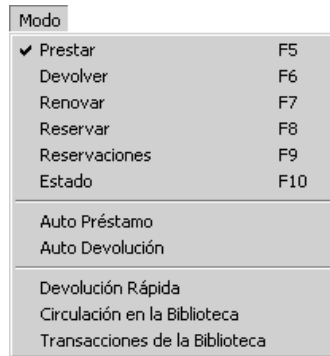 Modo
Prestar F5
Devolver F6
Renovar F7
Reservar F8
Reservaciones F9
Estado F10
Auto Préstamo
Auto Devolución
Devolución Rápida
Circulación en la Biblioteca
Transacciones de la Biblioteca